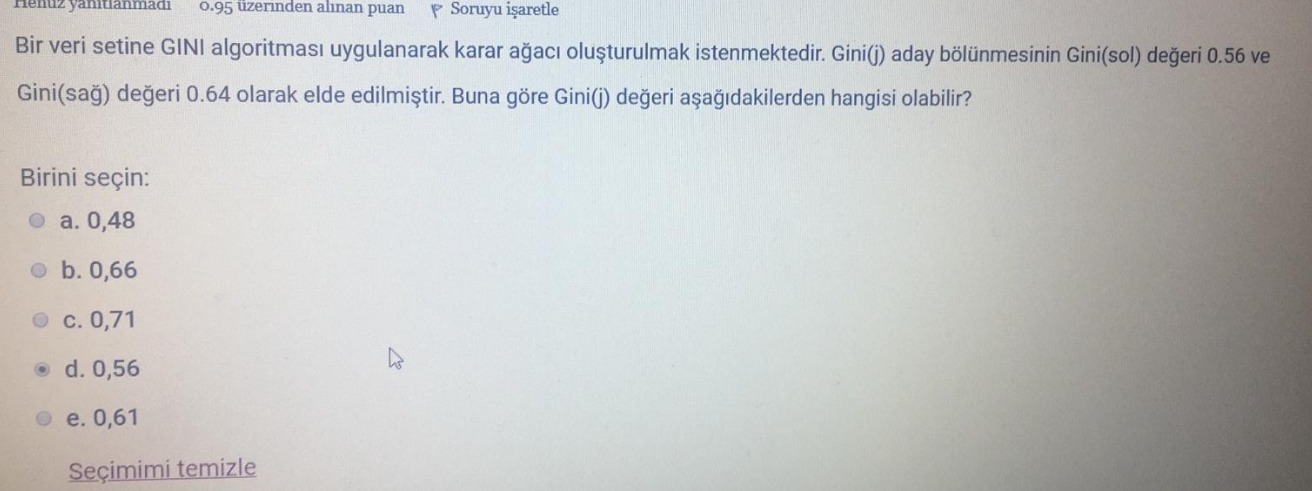 Henüz yanıtlanmadı 0.95 üzerinden alınan puan Soruyu işaretle
Bir veri setine GINI algoritması uygulanarak karar ağacı oluşturulmak istenmektedir. Gini(j) aday bölünmesinin Gini(sol) değeri 0.56 ve
Gini(sağ) değeri 0.64 olarak elde edilmiştir. Buna göre Gini(j) değeri aşağıdakilerden hangisi olabilir?
Birini seçin:
a. 0,48
b. 0,66
c. 0,71
d. 0,56
e. 0,61
Seçimimi temizle